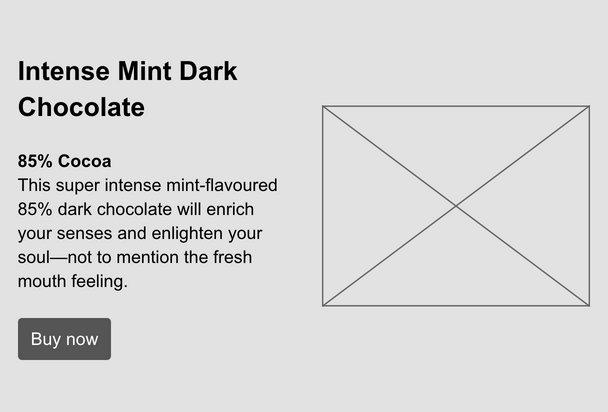 Intense Mint Dark
Chocolate
85% Cocoa
This super intense mint-flavoured
85% dark chocolate will enrich
your senses and enlighten your
soul—not to mention the fresh
mouth feeling.
Buy now